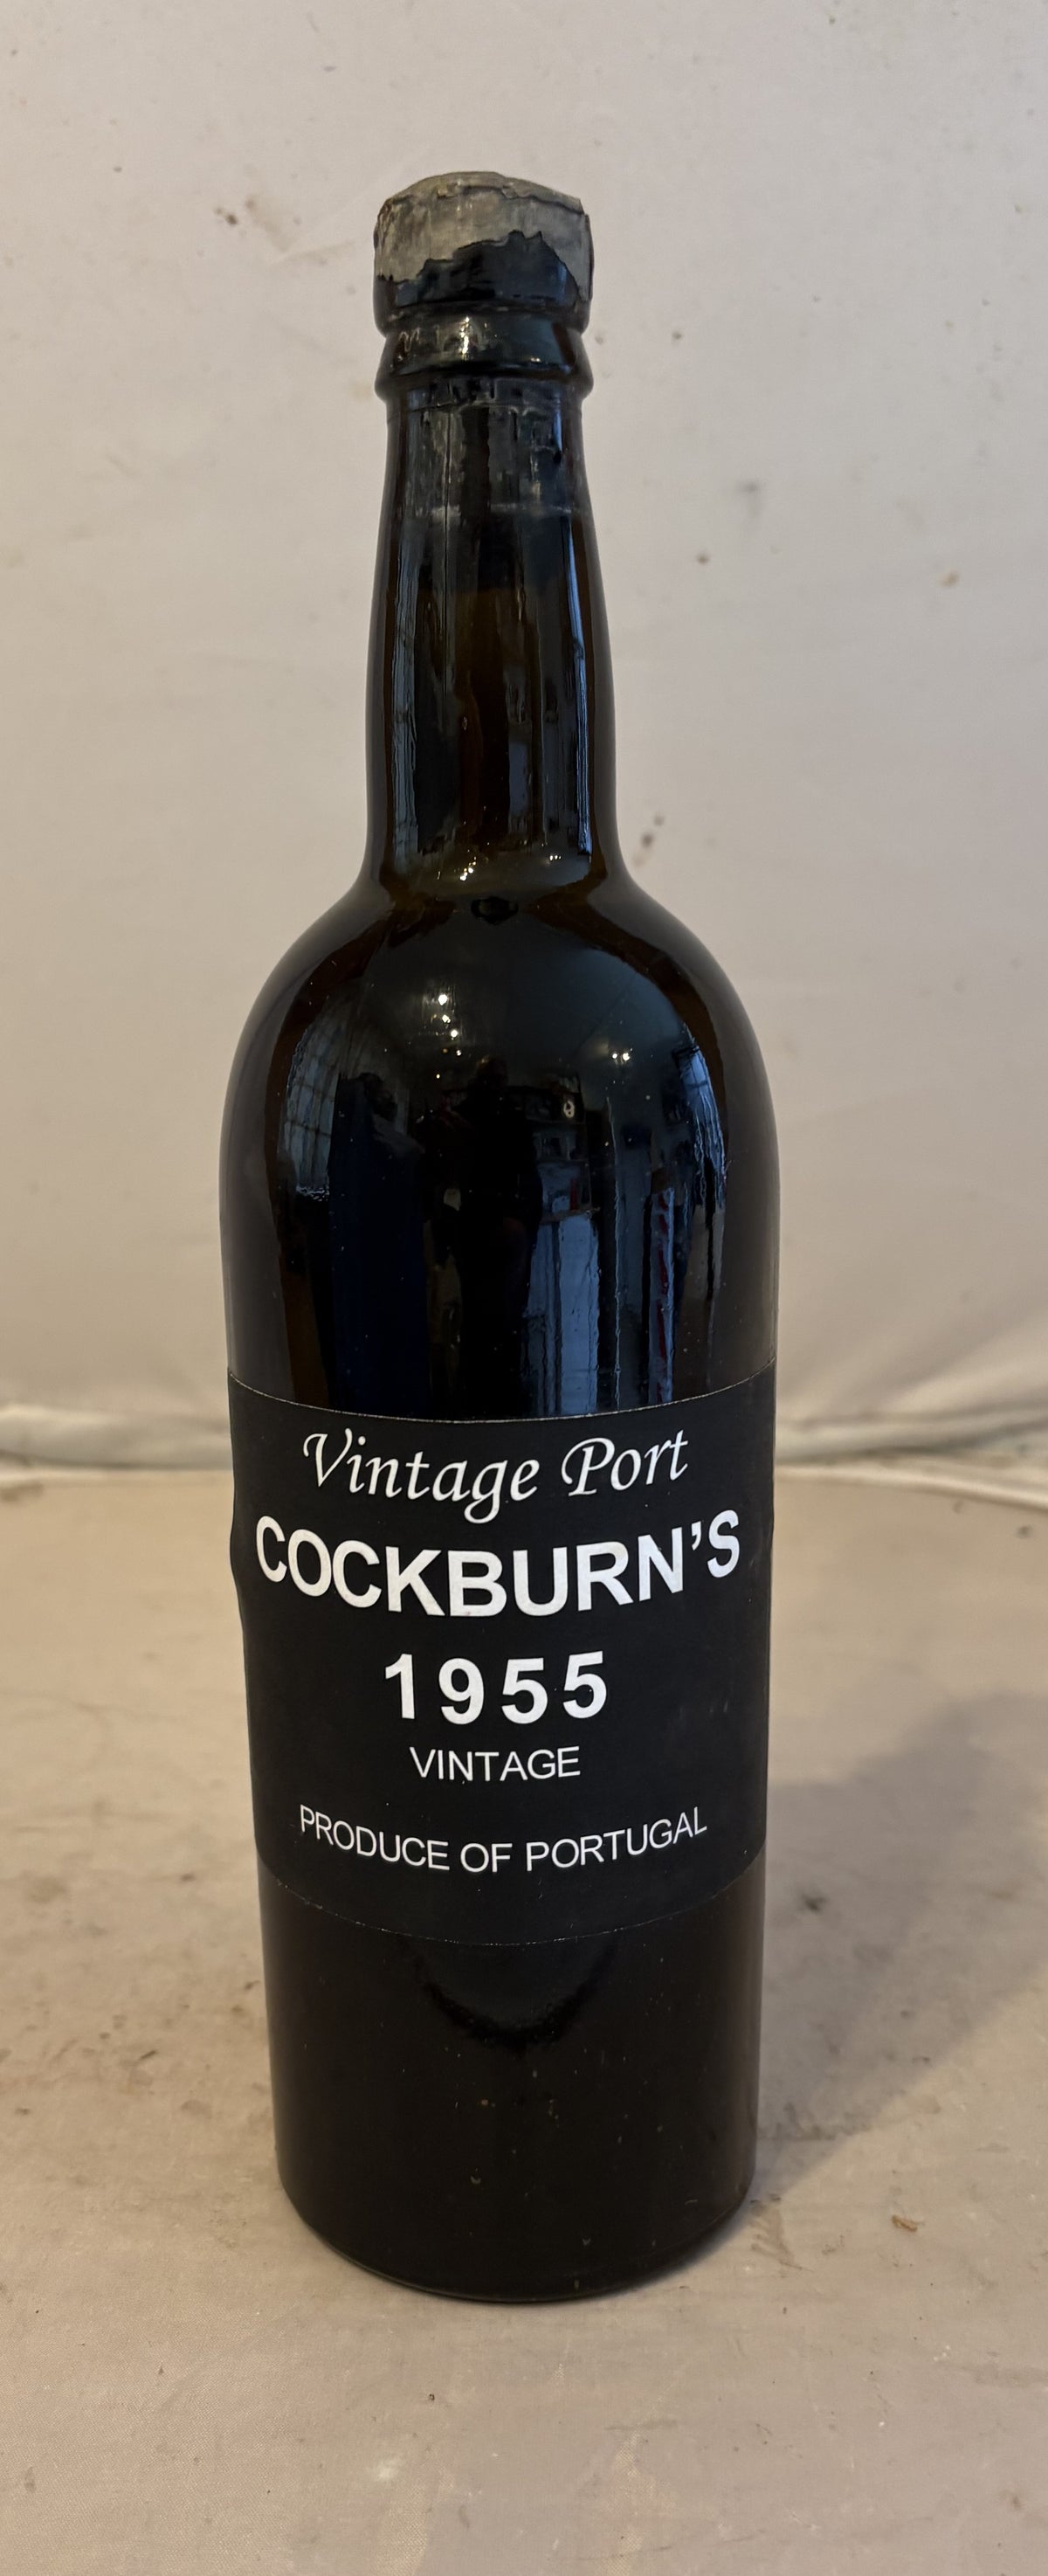 Vintage Port
COCKBURN'S
1955
VINTAGE
PRODUCE OF PORTUGAL